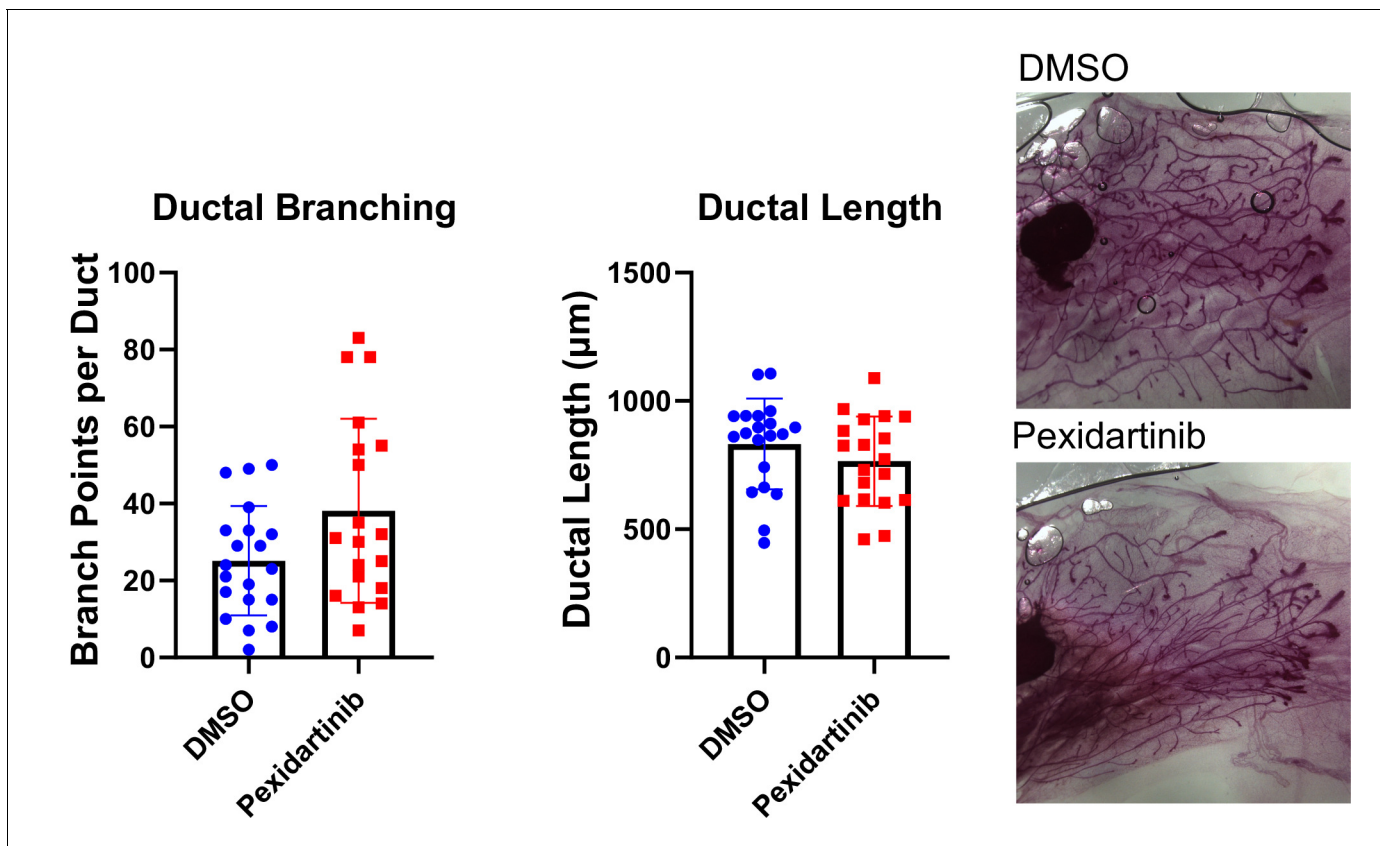 Ductal Branching
Branch Points per Duct
100
80
60
40
20
0
DMSO
Pexidartinib
Ductal Length
Ductal Length (µm)
1500
1000
500
0
DMSO
Pexidartinib
DMSO
Pexidartinib